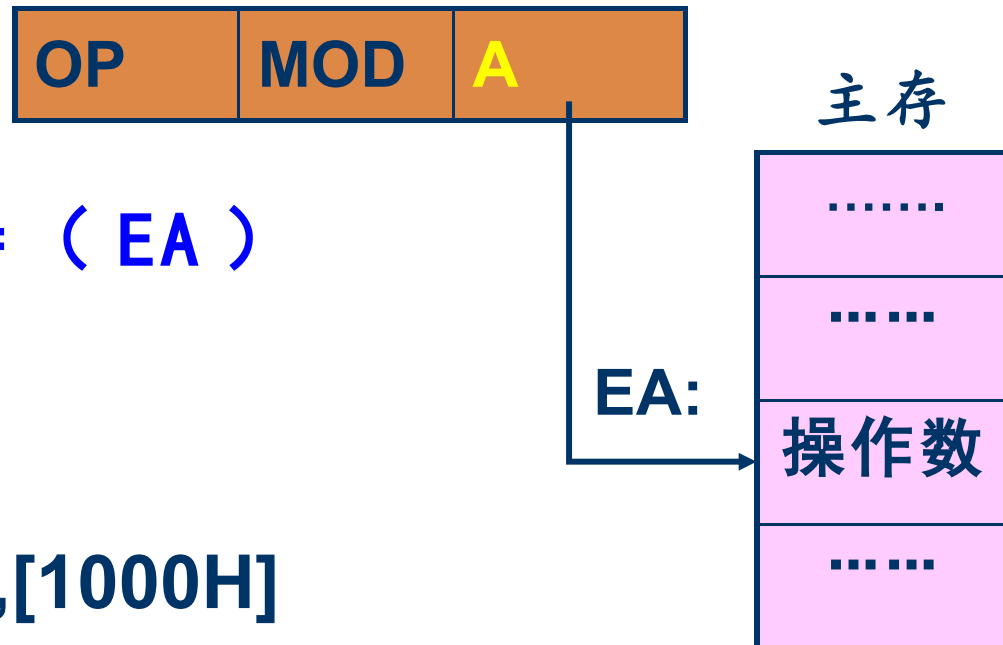 OP MOD A
主存
.......
= ( EA )
……
EA:
操作数
,[1000H]
……